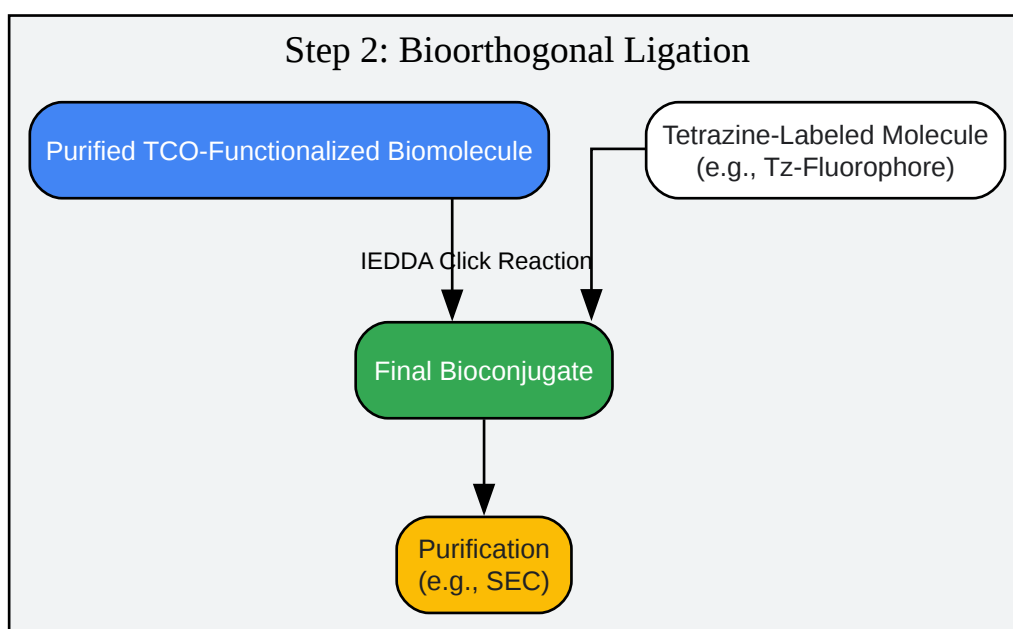 Step 2: Bioorthogonal Ligation
Purified TCO-Functionalized Biomolecule
Tetrazine-Labeled Molecule
(e.g., Tz-Fluorophore)
IEDDA Click Reaction
Final Bioconjugate
Purification
(e.g., SEC)